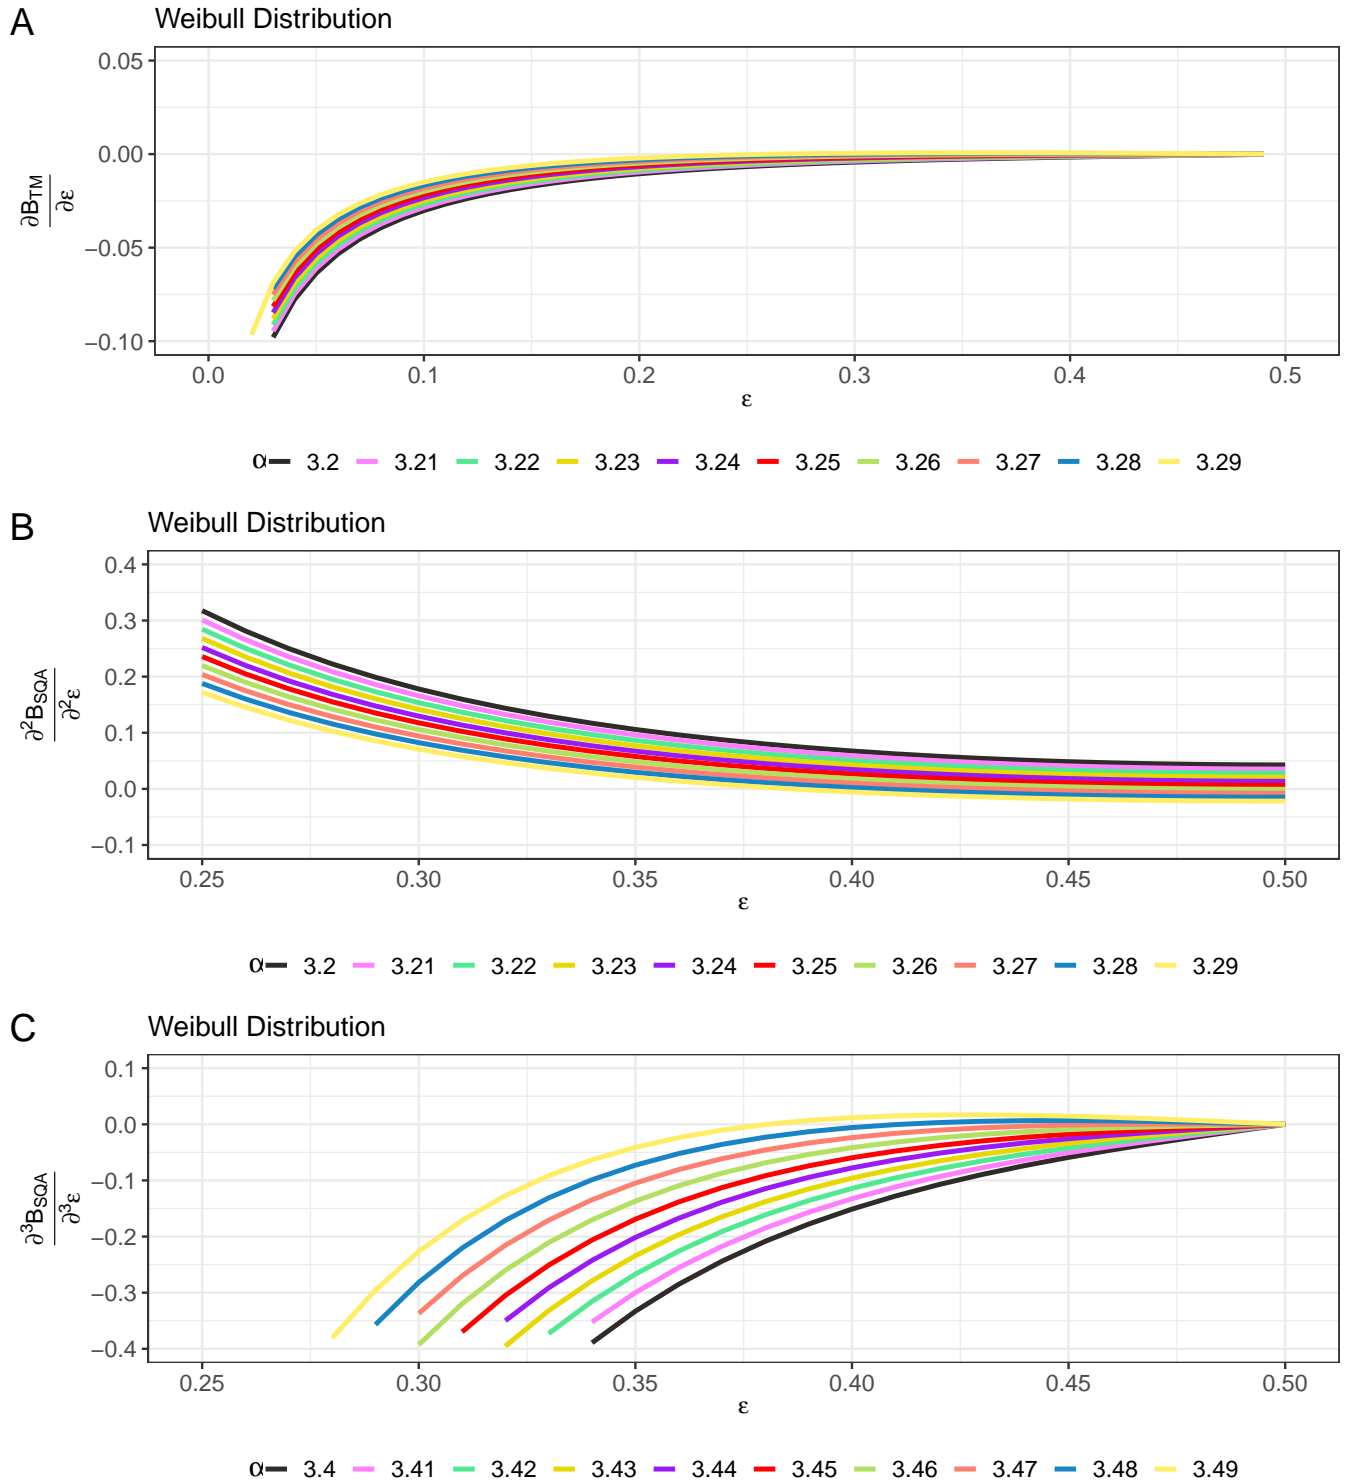 A
Weibull Distribution
0.05
0.00
−0.05
−0.10
∂B_TM
∂ε
0.0 0.1 0.2 0.3 0.4 0.5
ε
α 3.2 3.21 3.22 3.23 3.24 3.25 3.26 3.27 3.28 3.29
B
Weibull Distribution
0.4
0.3
0.2
0.1
0.0
−0.1
∂²B_SQA
∂²ε
0.25 0.30 0.35 0.40 0.45 0.50
ε
α 3.2 3.21 3.22 3.23 3.24 3.25 3.26 3.27 3.28 3.29
C
Weibull Distribution
0.1
0.0
−0.1
−0.2
−0.3
−0.4
∂³B_SQA
∂³ε
0.25 0.30 0.35 0.40 0.45 0.50
ε
α 3.4 3.41 3.42 3.43 3.44 3.45 3.46 3.47 3.48 3.49